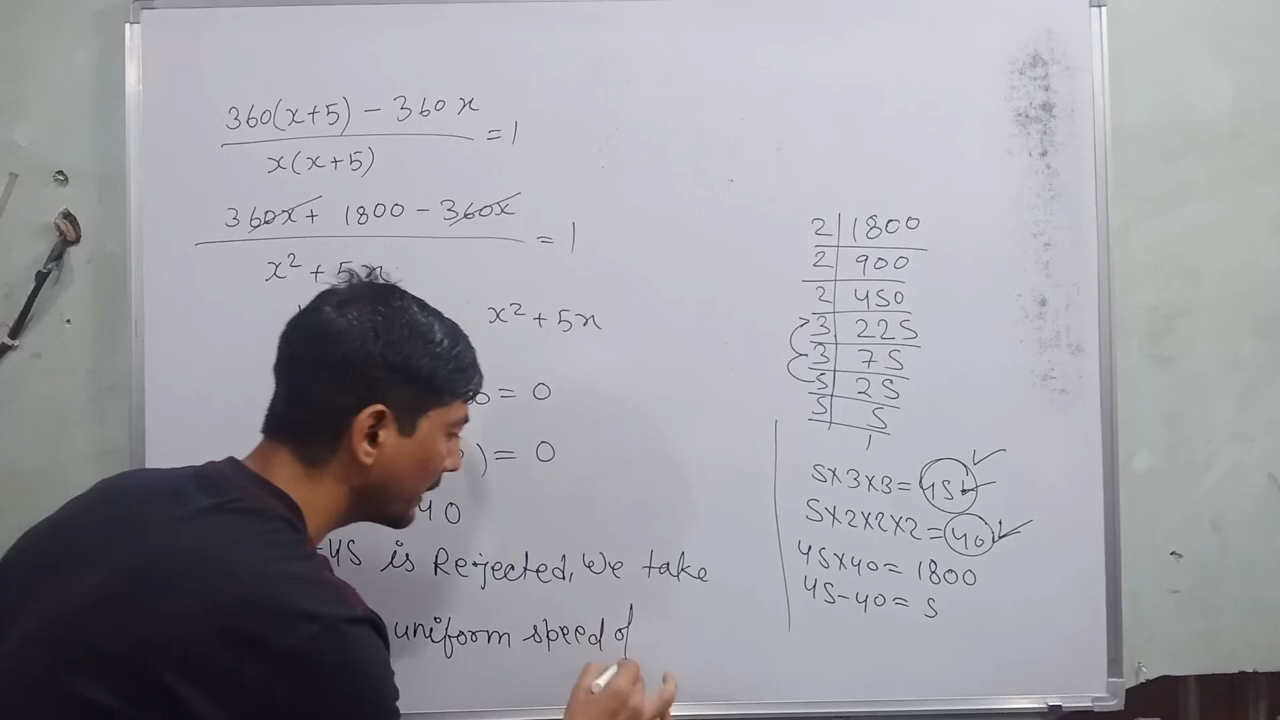 360(x+5) - 360x
x(x+5)
= 1
360x + 1800 - 360x
x² + 5x
= 1
x² + 5x
= 0
) = 0
40
-45 is Rejected, We take
uniform speed of
2 | 1800
2 | 900
2 | 450
3 | 225
3 | 75
5 | 25
5 | 5
1
5×3×3 = 45
5×2×2×2 = 40
45×40 = 1800
45-40 = 5